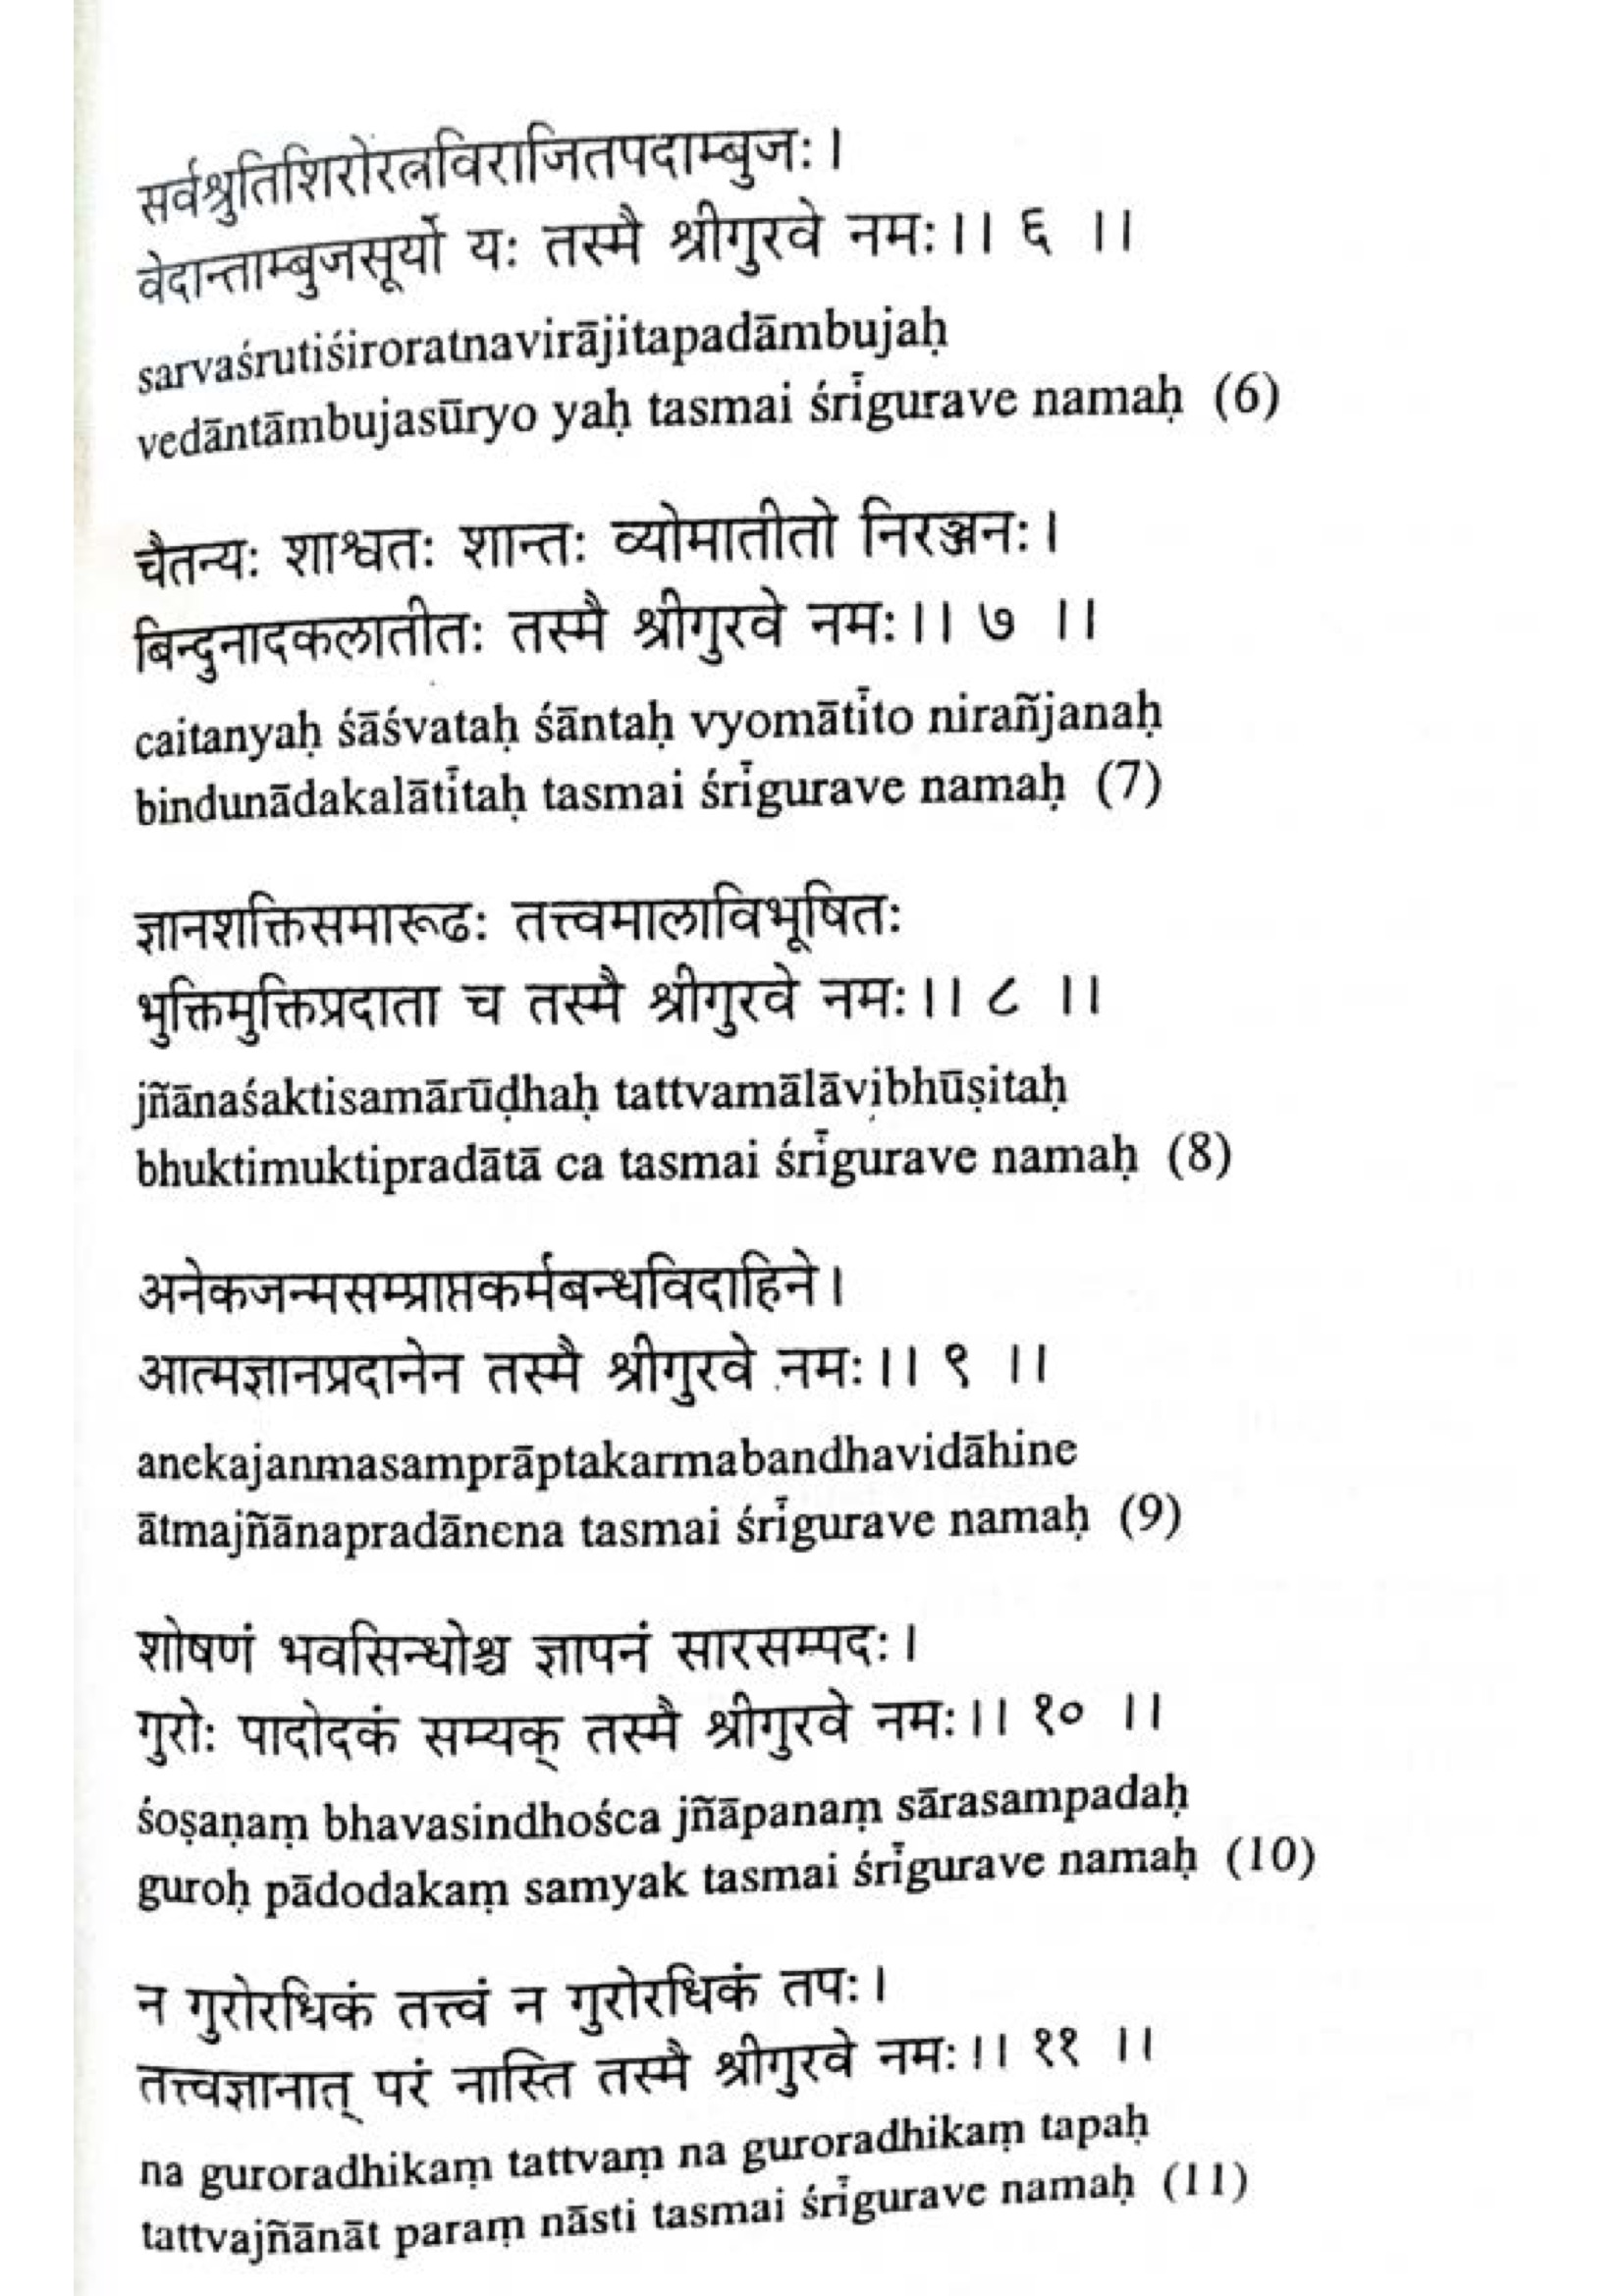 सर्वश्रुतिशिरोरत्नविराजितपदाम्बुजः।
वेदान्ताम्बुजसूर्यो यः तस्मै श्रीगुरवे नमः।। ६ ।।
sarvaśrutiśiroratnavirājitapadāmbujaḥ
vedāntāmbujasūryo yaḥ tasmai śrīgurave namaḥ (6)
चैतन्यः शाश्वतः शान्तः व्योमातीतो निरञ्जनः।
बिन्दुनादकलातीतः तस्मै श्रीगुरवे नमः।। ७ ।।
caitanyaḥ śāśvataḥ śāntaḥ vyomātīto nirañjanaḥ
bindunādakalātītaḥ tasmai śrīgurave namaḥ (7)
ज्ञानशक्तिसमारूढः तत्त्वमालाविभूषितः
भुक्तिमुक्तिप्रदाता च तस्मै श्रीगुरवे नमः।। ८ ।।
jñānaśaktisamārūḍhaḥ tattvamālāvibhūṣitaḥ
bhuktimuktipradātā ca tasmai śrīgurave namaḥ (8)
अनेकजन्मसम्प्राप्तकर्मबन्धविदाहिने।
आत्मज्ञानप्रदानेन तस्मै श्रीगुरवे नमः।। ९ ।।
anekajanmasamprāptakarmabandhavidāhine
ātmajñānapradānena tasmai śrīgurave namaḥ (9)
शोषणं भवसिन्धोश्च ज्ञापनं सारसम्पदः।
गुरोः पादोदकं सम्यक् तस्मै श्रीगुरवे नमः।। १० ।।
śoṣaṇaṃ bhavasindhośca jñāpanaṃ sārasampadaḥ
guroḥ pādodakaṃ samyak tasmai śrīgurave namaḥ (10)
न गुरोरधिकं तत्त्वं न गुरोरधिकं तपः।
तत्त्वज्ञानात् परं नास्ति तस्मै श्रीगुरवे नमः।। ११ ।।
na guroradhikaṃ tattvaṃ na guroradhikaṃ tapaḥ
tattvajñānāt paraṃ nāsti tasmai śrīgurave namaḥ (11)